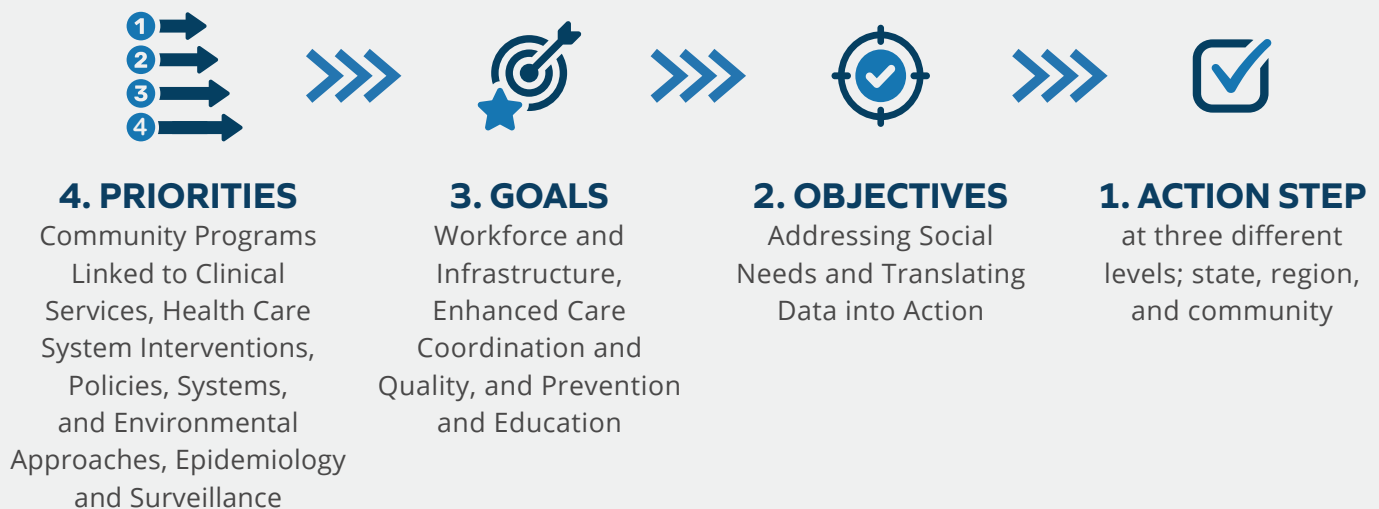 1
2
3
4
4. PRIORITIES
Community Programs
Linked to Clinical
Services, Health Care
System Interventions,
Policies, Systems,
and Environmental
Approaches, Epidemiology
and Surveillance
3. GOALS
Workforce and
Infrastructure,
Enhanced Care
Coordination and
Quality, and Prevention
and Education
2. OBJECTIVES
Addressing Social
Needs and Translating
Data into Action
1. ACTION STEP
at three different
levels; state, region,
and community